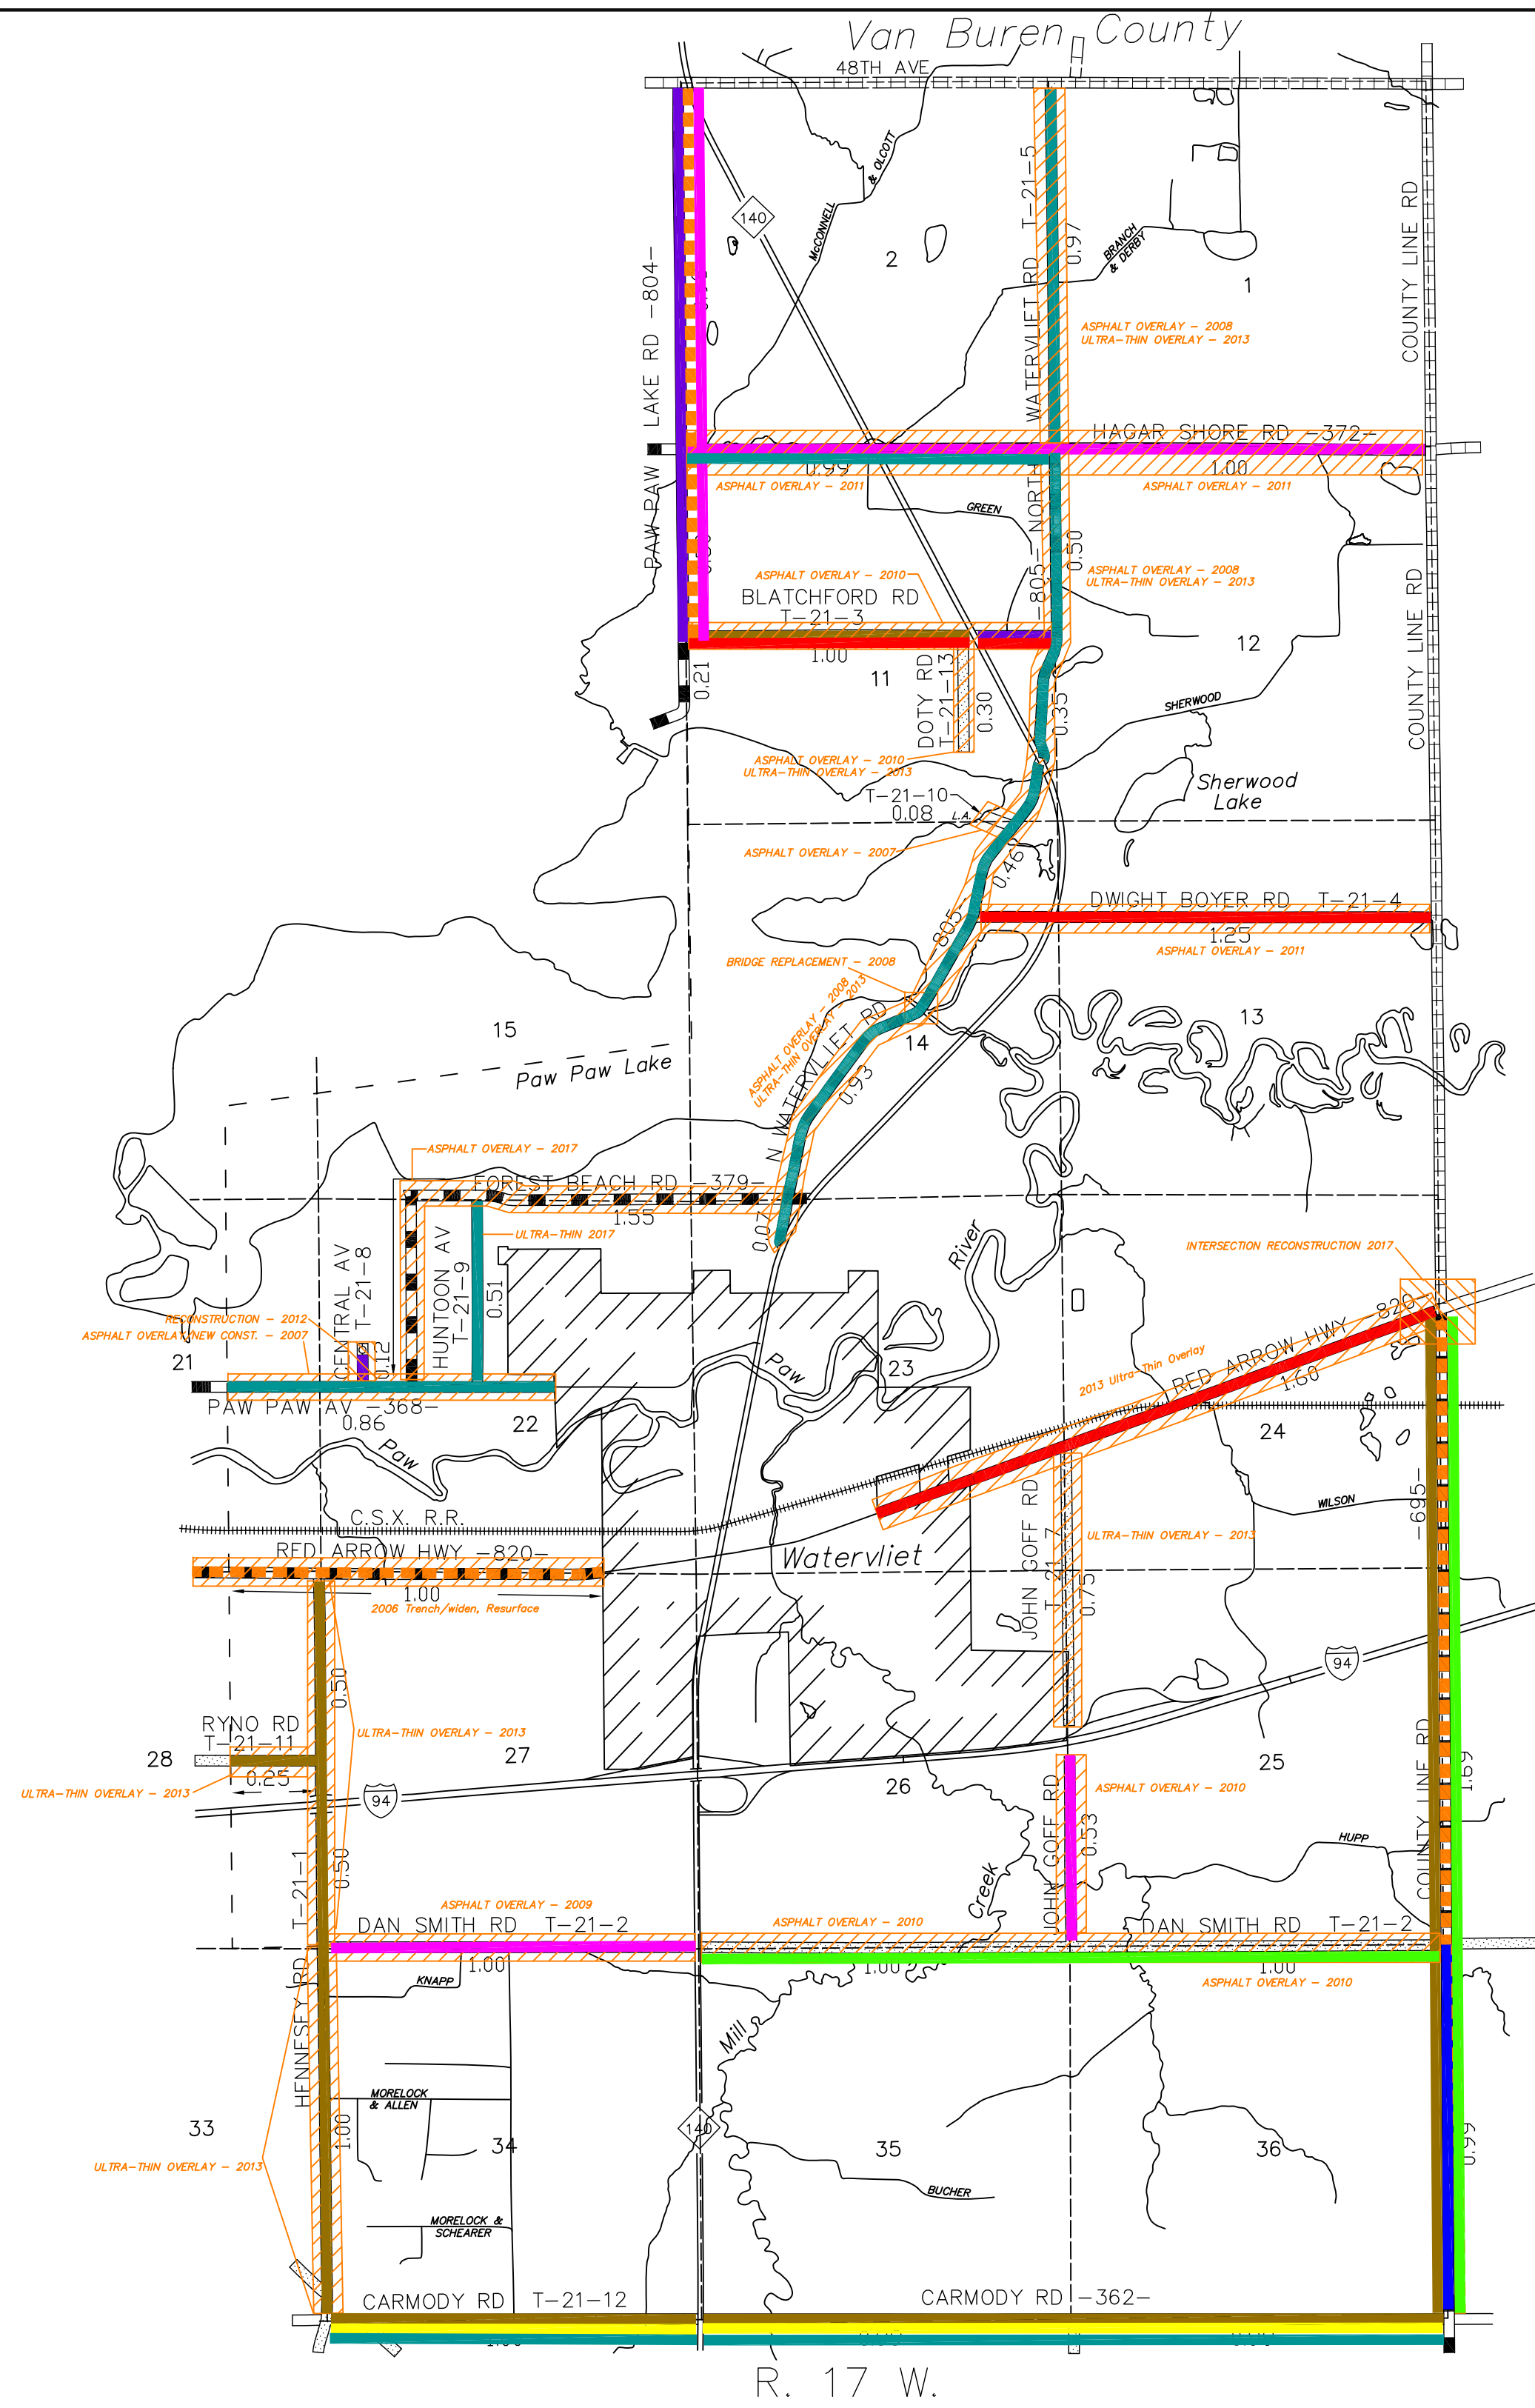 Van Buren County
48TH AVE
PAW PAW LAKE RD -804-
140
McCONNELL
& OLCOTT
2
-805- NORTH WATERVLIET RD T-21-5
0.97
BRANCH
& DERBY
1
COUNTY LINE RD
ASPHALT OVERLAY - 2008
ULTRA-THIN OVERLAY - 2013
HAGAR SHORE RD -372-
0.99
1.00
ASPHALT OVERLAY - 2011
ASPHALT OVERLAY - 2011
GREEN
0.50
ASPHALT OVERLAY - 2008
ULTRA-THIN OVERLAY - 2013
ASPHALT OVERLAY - 2010
BLATCHFORD RD
T-21-3
1.00
11
12
COUNTY LINE RD
0.21
DOTY RD
T-21-13
0.30
0.35
SHERWOOD
ASPHALT OVERLAY - 2010
ULTRA-THIN OVERLAY - 2013
Sherwood
Lake
T-21-10
0.08
L.A.
ASPHALT OVERLAY - 2007
0.46
-805-
DWIGHT BOYER RD T-21-4
1.25
ASPHALT OVERLAY - 2011
BRIDGE REPLACEMENT - 2008
ASPHALT OVERLAY - 2008
ULTRA-THIN OVERLAY - 2013
N WATERVLIET RD
0.93
13
14
15
Paw Paw Lake
ASPHALT OVERLAY - 2017
FOREST BEACH RD -379-
1.55
0.07
ULTRA-THIN 2017
River
INTERSECTION RECONSTRUCTION 2017
CENTRAL AV
T-21-8
0.12
HUNTOON AV
T-21-9
0.51
RECONSTRUCTION - 2012
ASPHALT OVERLAY/NEW CONST. - 2007
21
PAW PAW AV -368-
0.86
22
Paw
Paw
23
2013 Ultra-Thin Overlay
RED ARROW HWY -820-
1.60
24
C.S.X. R.R.
RED ARROW HWY -820-
1.00
2006 Trench/widen, Resurface
Watervliet
JOHN GOFF RD
T-21-7
0.75
ULTRA-THIN OVERLAY - 2013
WILSON
-695-
94
0.50
RYNO RD
T-21-11
0.25
28
27
ULTRA-THIN OVERLAY - 2013
ULTRA-THIN OVERLAY - 2013
94
26
25
ASPHALT OVERLAY - 2010
JOHN GOFF RD
0.53
HUPP
COUNTY LINE RD
1.69
0.50
HENNESEY RD T-21-1
Creek
ASPHALT OVERLAY - 2009
DAN SMITH RD T-21-2
1.00
ASPHALT OVERLAY - 2010
DAN SMITH RD T-21-2
1.00
1.00
ASPHALT OVERLAY - 2010
KNAPP
Mill
MORELOCK
& ALLEN
33
1.00
34
140
35
36
0.99
ULTRA-THIN OVERLAY - 2013
BUCHER
MORELOCK &
SCHEARER
CARMODY RD T-21-12
CARMODY RD -362-
R. 17 W.